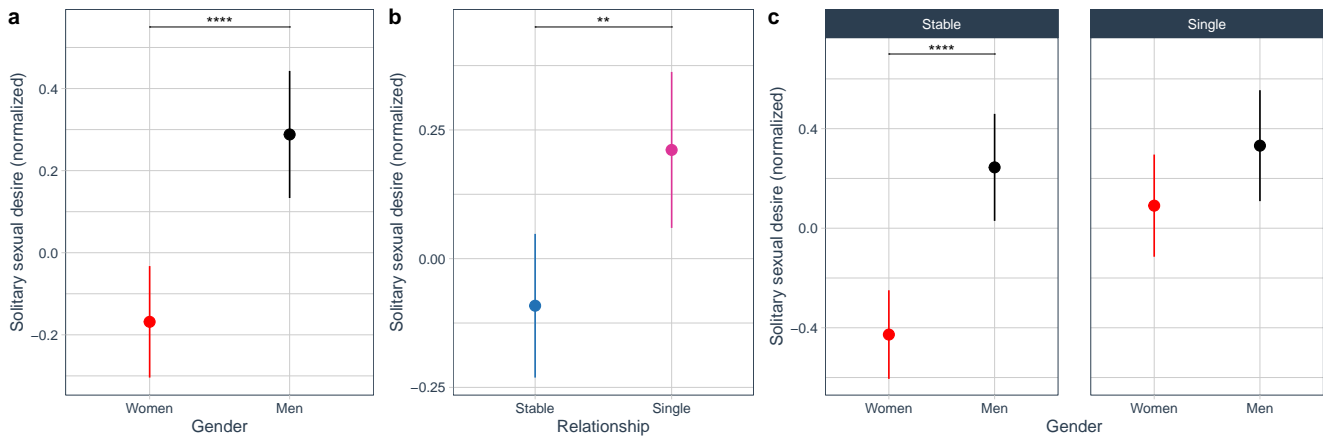 a
****
Solitary sexual desire (normalized)
0.4
0.2
0.0
−0.2
Women
Men
Gender
b
**
Solitary sexual desire (normalized)
0.25
0.00
−0.25
Stable
Single
Relationship
c
Stable
Single
****
Solitary sexual desire (normalized)
0.4
0.0
−0.4
Women
Men
Women
Men
Gender